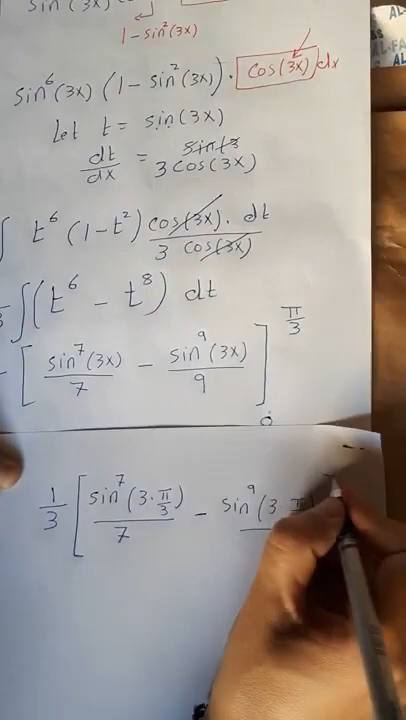 sin (3x)
1 - sin²(3x)
sin⁶(3x) (1 - sin²(3x)) · cos(3x) dx
Let t = sin(3x)
dt/dx = 3 cos(3x)
∫ t⁶ (1 - t²) cos(3x) · dt / 3 cos(3x)
∫ (t⁶ - t⁸) dt
[ sin⁷(3x)/7 - sin⁹(3x)/9 ] π/3
0
1/3 [ sin⁷(3·π/3)/7 - sin⁹(3·π